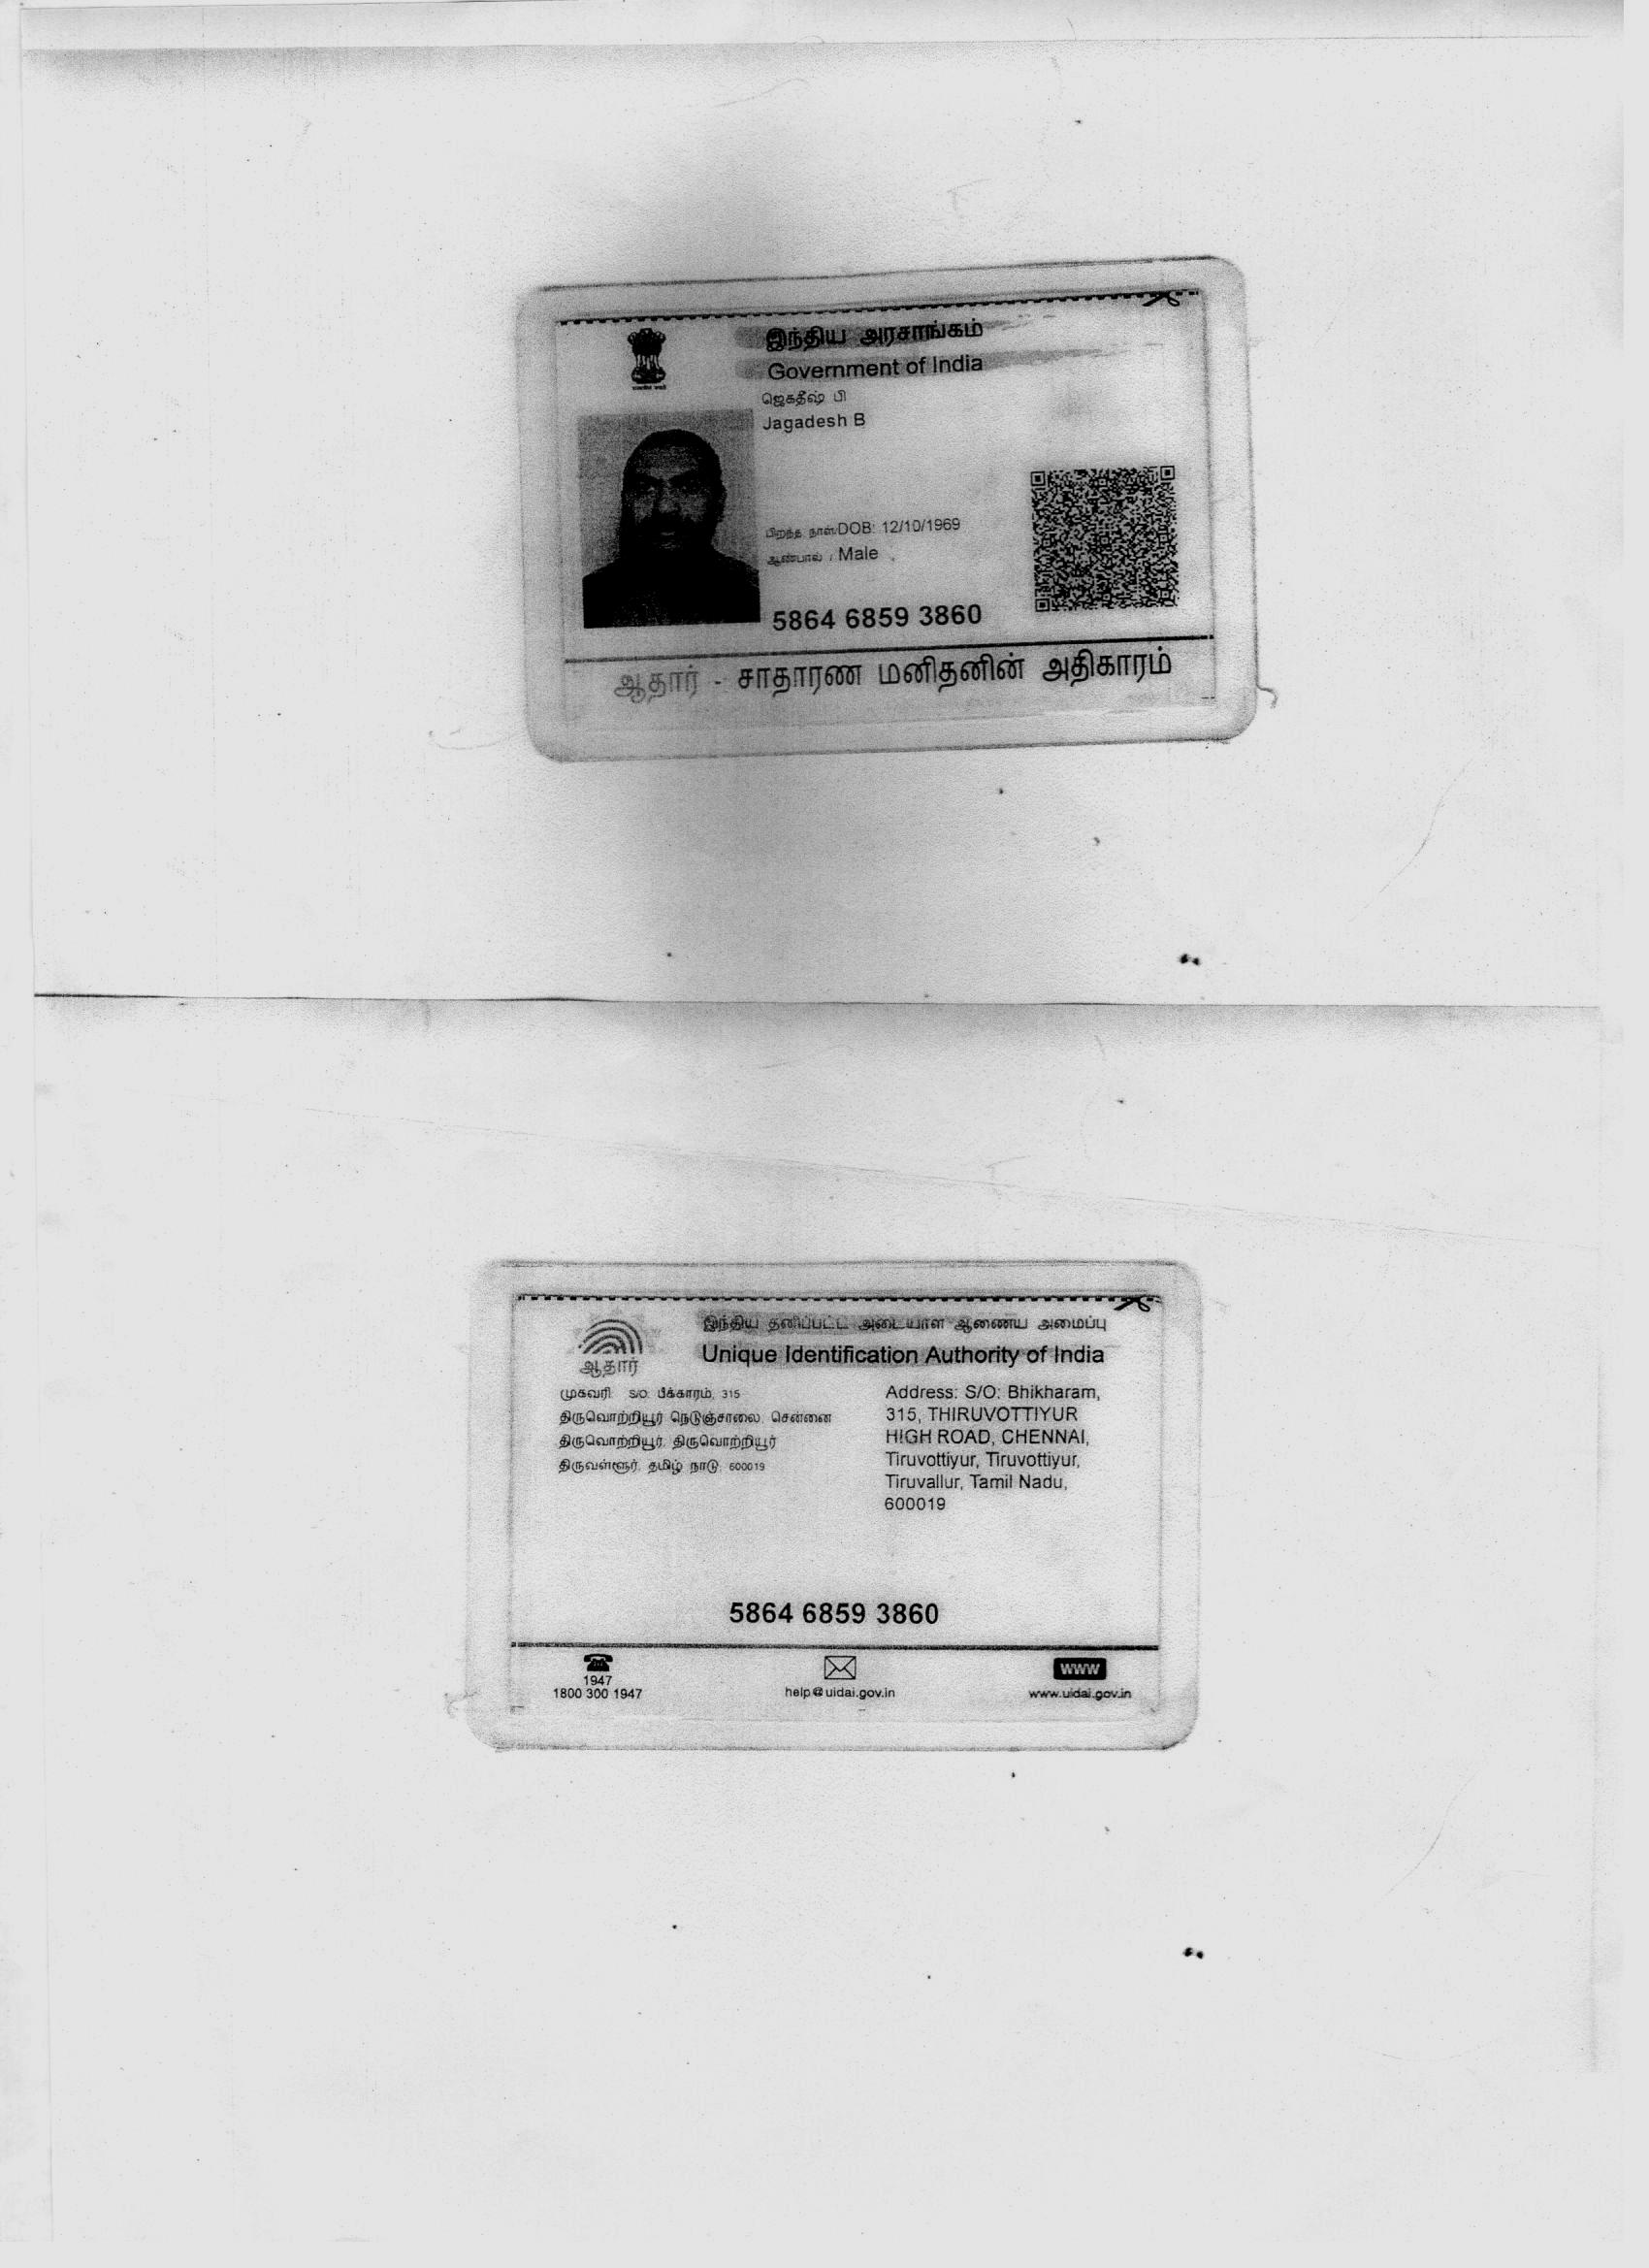 இந்திய அரசாங்கம்
Government of India
ஜெகதீஷ் பி
Jagadesh B
பிறந்த நாள்/DOB: 12/10/1969
ஆண்பால் / Male
5864 6859 3860
ஆதார் - சாதாரண மனிதனின் அதிகாரம்
இந்திய தனிப்பட்ட அடையாள ஆணைய அமைப்பு
Unique Identification Authority of India
ஆதார்
முகவரி: S/O: பீக்காராம், 315
திருவொற்றியூர் நெடுஞ்சாலை, சென்னை
திருவொற்றியூர், திருவொற்றியூர்
திருவள்ளூர், தமிழ் நாடு, 600019
Address: S/O: Bhikharam,
315, THIRUVOTTIYUR
HIGH ROAD, CHENNAI,
Tiruvottiyur, Tiruvottiyur,
Tiruvallur, Tamil Nadu,
600019
5864 6859 3860
1947
1800 300 1947
help@uidai.gov.in
www
www.uidai.gov.in